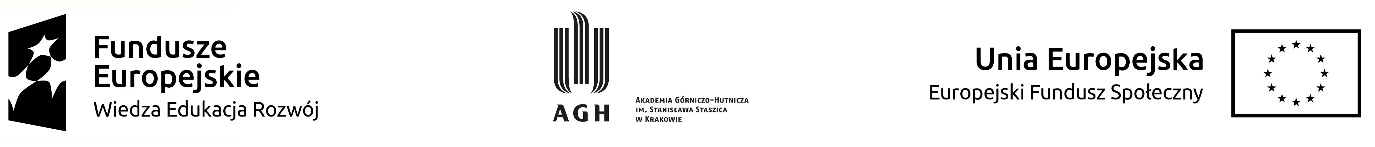 Fundusze
Europejskie
Wiedza Edukacja Rozwój
AGH
AKADEMIA GÓRNICZO-HUTNICZA
IM. STANISŁAWA STASZICA
W KRAKOWIE
Unia Europejska
Europejski Fundusz Społeczny